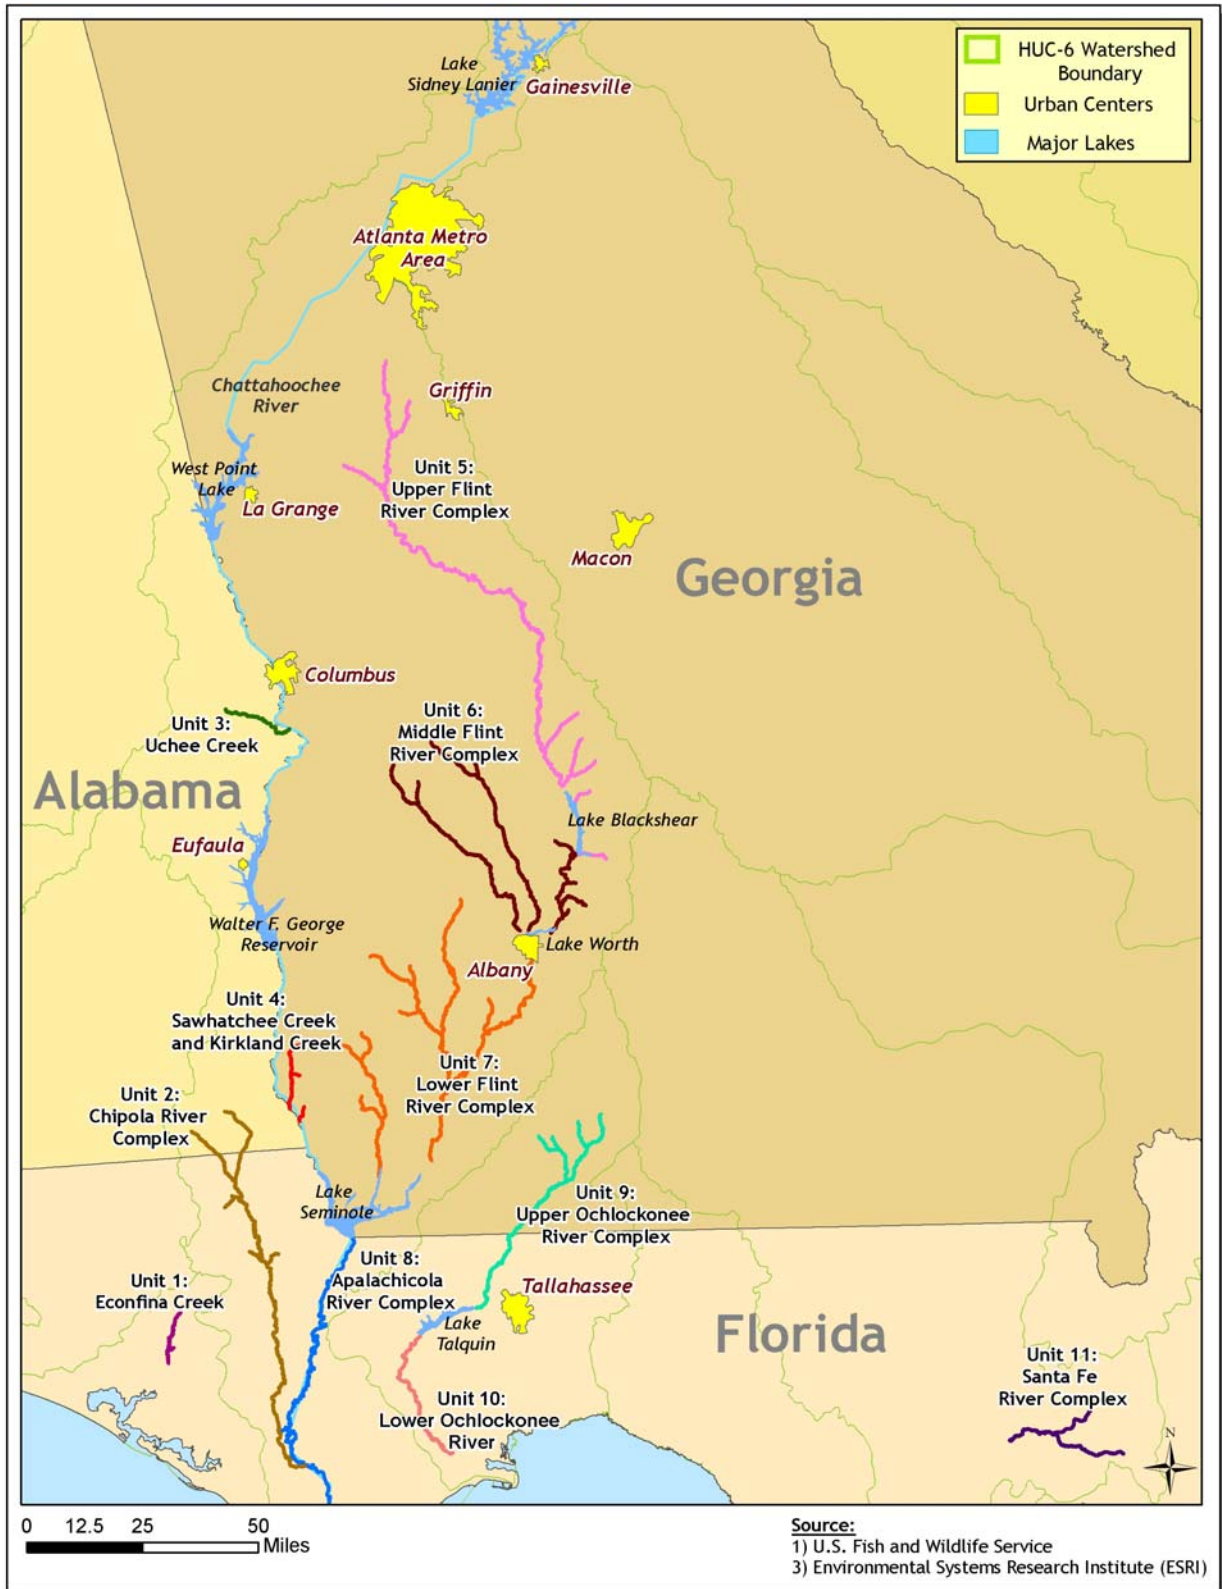 Lake
Sidney Lanier
Gainesville
HUC-6 Watershed
Boundary
Urban Centers
Major Lakes
Atlanta Metro
Area
Chattahoochee
River
Griffin
West Point
Lake
La Grange
Unit 5:
Upper Flint
River Complex
Macon
Georgia
Columbus
Unit 3:
Uchee Creek
Unit 6:
Middle Flint
River Complex
Alabama
Lake Blackshear
Eufaula
Walter F. George
Reservoir
Lake Worth
Albany
Unit 4:
Sawhatchee Creek
and Kirkland Creek
Unit 7:
Lower Flint
River Complex
Unit 2:
Chipola River
Complex
Lake
Seminole
Unit 9:
Upper Ochlockonee
River Complex
Unit 8:
Apalachicola
River Complex
Unit 1:
Econfina Creek
Tallahassee
Lake
Talquin
Florida
Unit 11:
Santa Fe
River Complex
Unit 10:
Lower Ochlockonee
River
N
0 12.5 25 50
Miles
Source:
1) U.S. Fish and Wildlife Service
3) Environmental Systems Research Institute (ESRI)